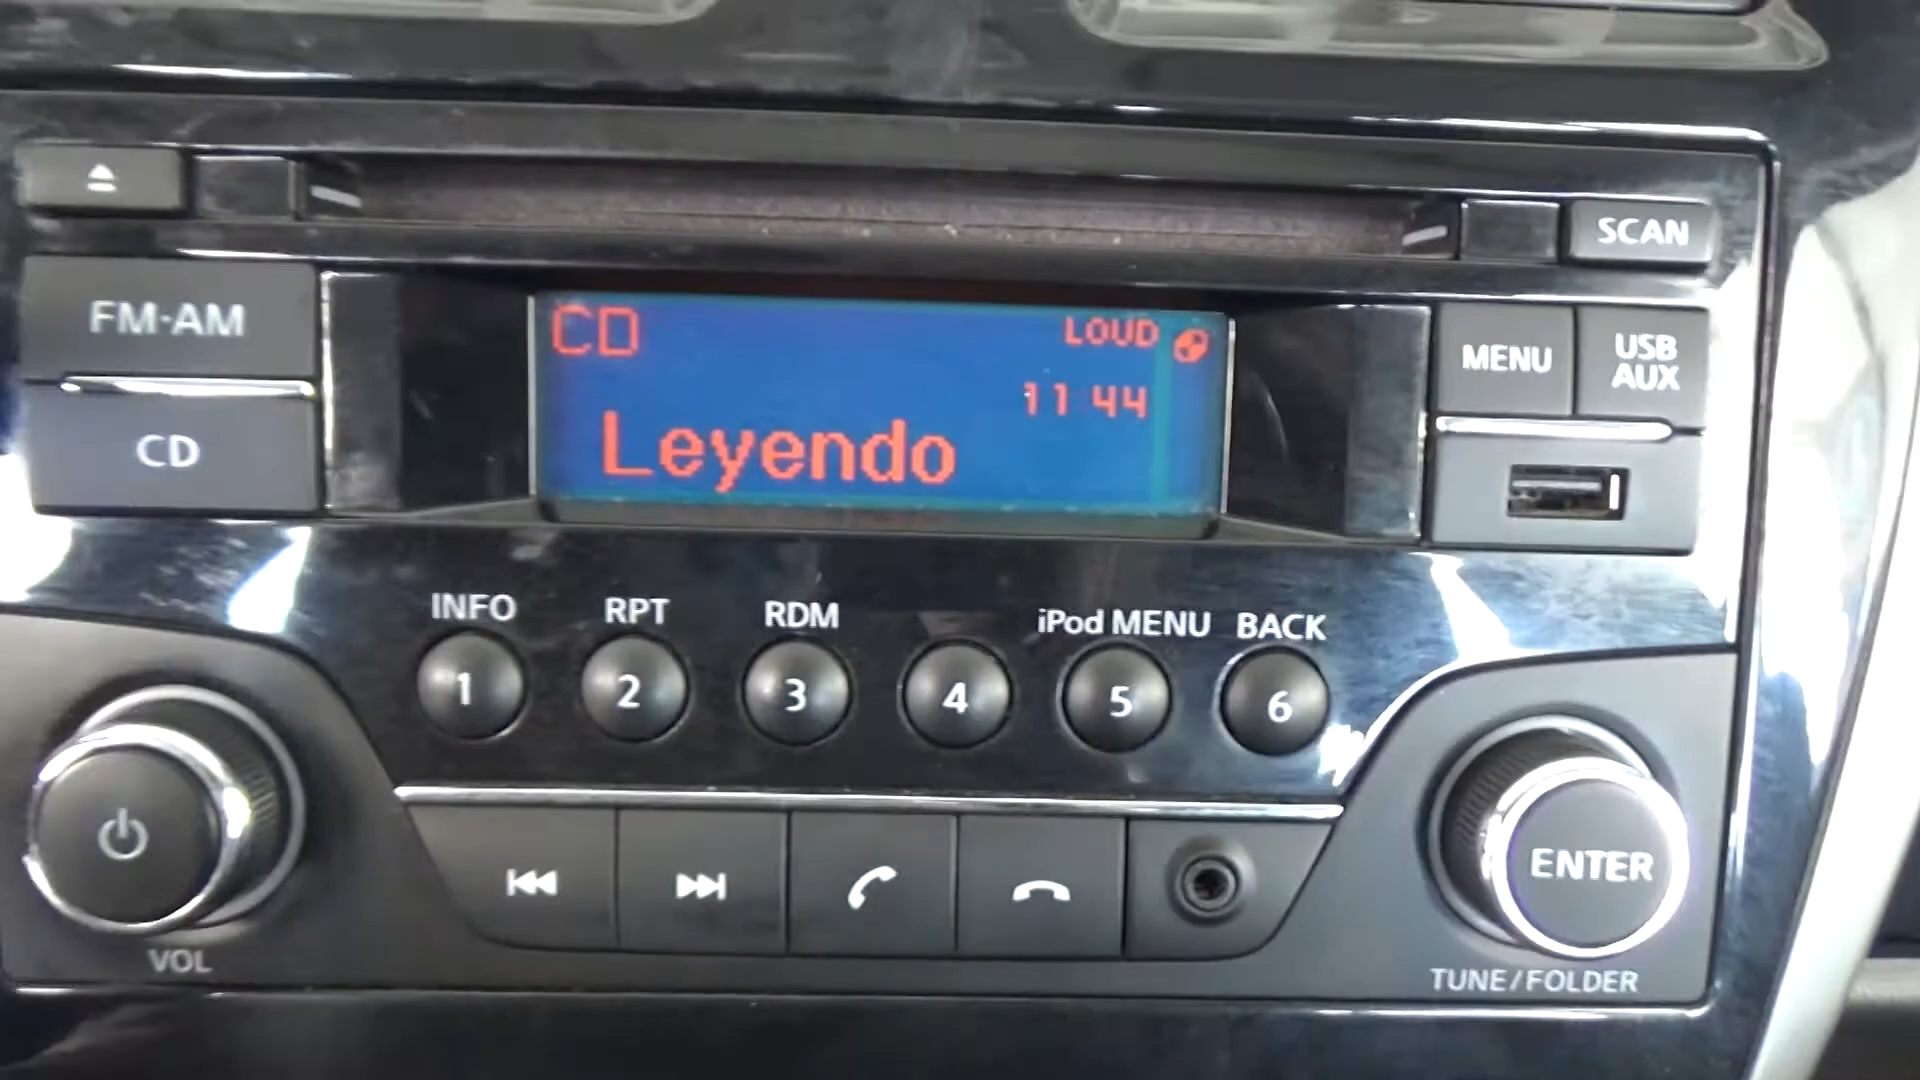 SCAN
FM·AM
CD
CD
LOUD
11 44
Leyendo
MENU
USB
AUX
INFO
RPT
RDM
iPod MENU
BACK
1
2
3
4
5
6
ENTER
VOL
TUNE/FOLDER